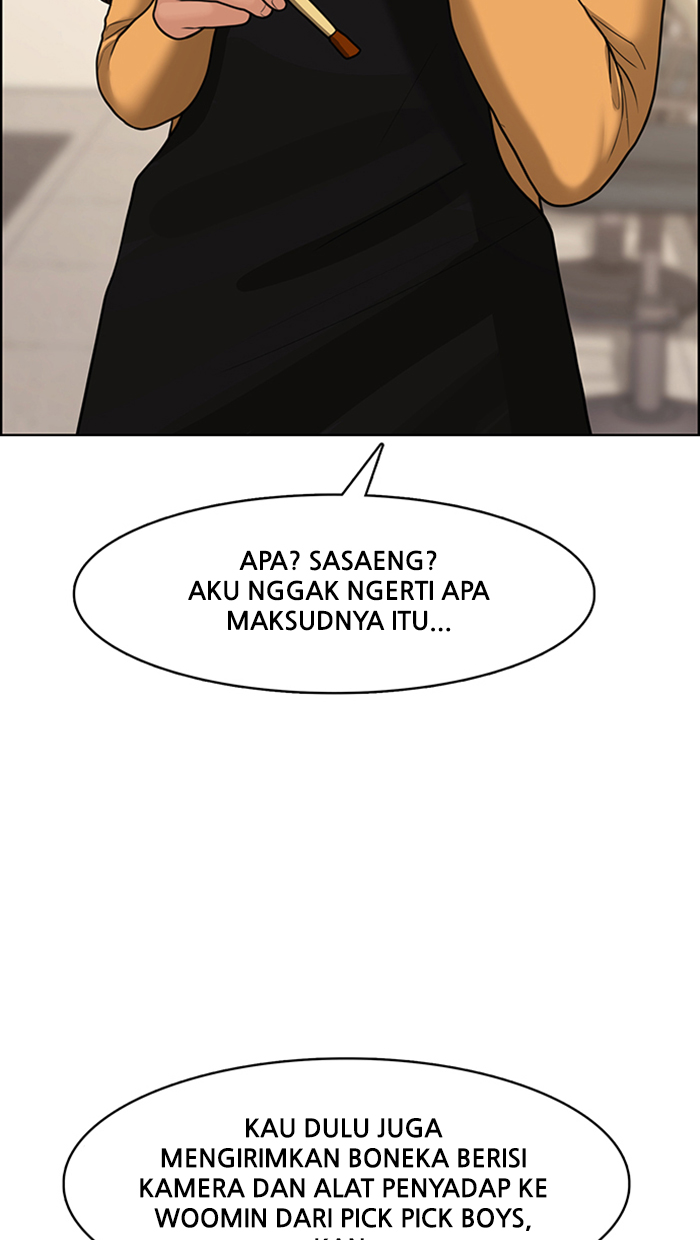 APA? SASAENG?
AKU NGGAK NGERTI APA
MAKSUDNYA ITU...
KAU DULU JUGA
MENGIRIMKAN BONEKA BERISI
KAMERA DAN ALAT PENYADAP KE
WOOMIN DARI PICK PICK BOYS,